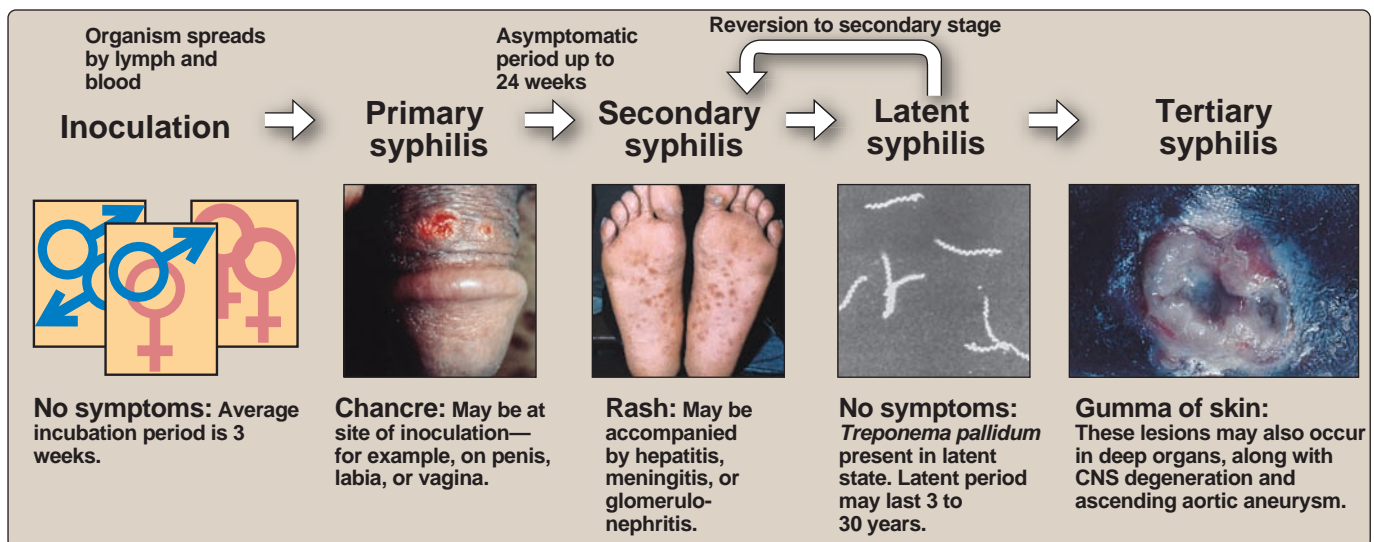 Organism spreads
by lymph and
blood
Asymptomatic
period up to
24 weeks
Reversion to secondary stage
Inoculation
Primary
syphilis
Secondary
syphilis
Latent
syphilis
Tertiary
syphilis
No symptoms: Average
incubation period is 3
weeks.
Chancre: May be at
site of inoculation—
for example, on penis,
labia, or vagina.
Rash: May be
accompanied
by hepatitis,
meningitis, or
glomerulo-
nephritis.
No symptoms:
Treponema pallidum
present in latent
state. Latent period
may last 3 to
30 years.
Gumma of skin:
These lesions may also occur
in deep organs, along with
CNS degeneration and
ascending aortic aneurysm.